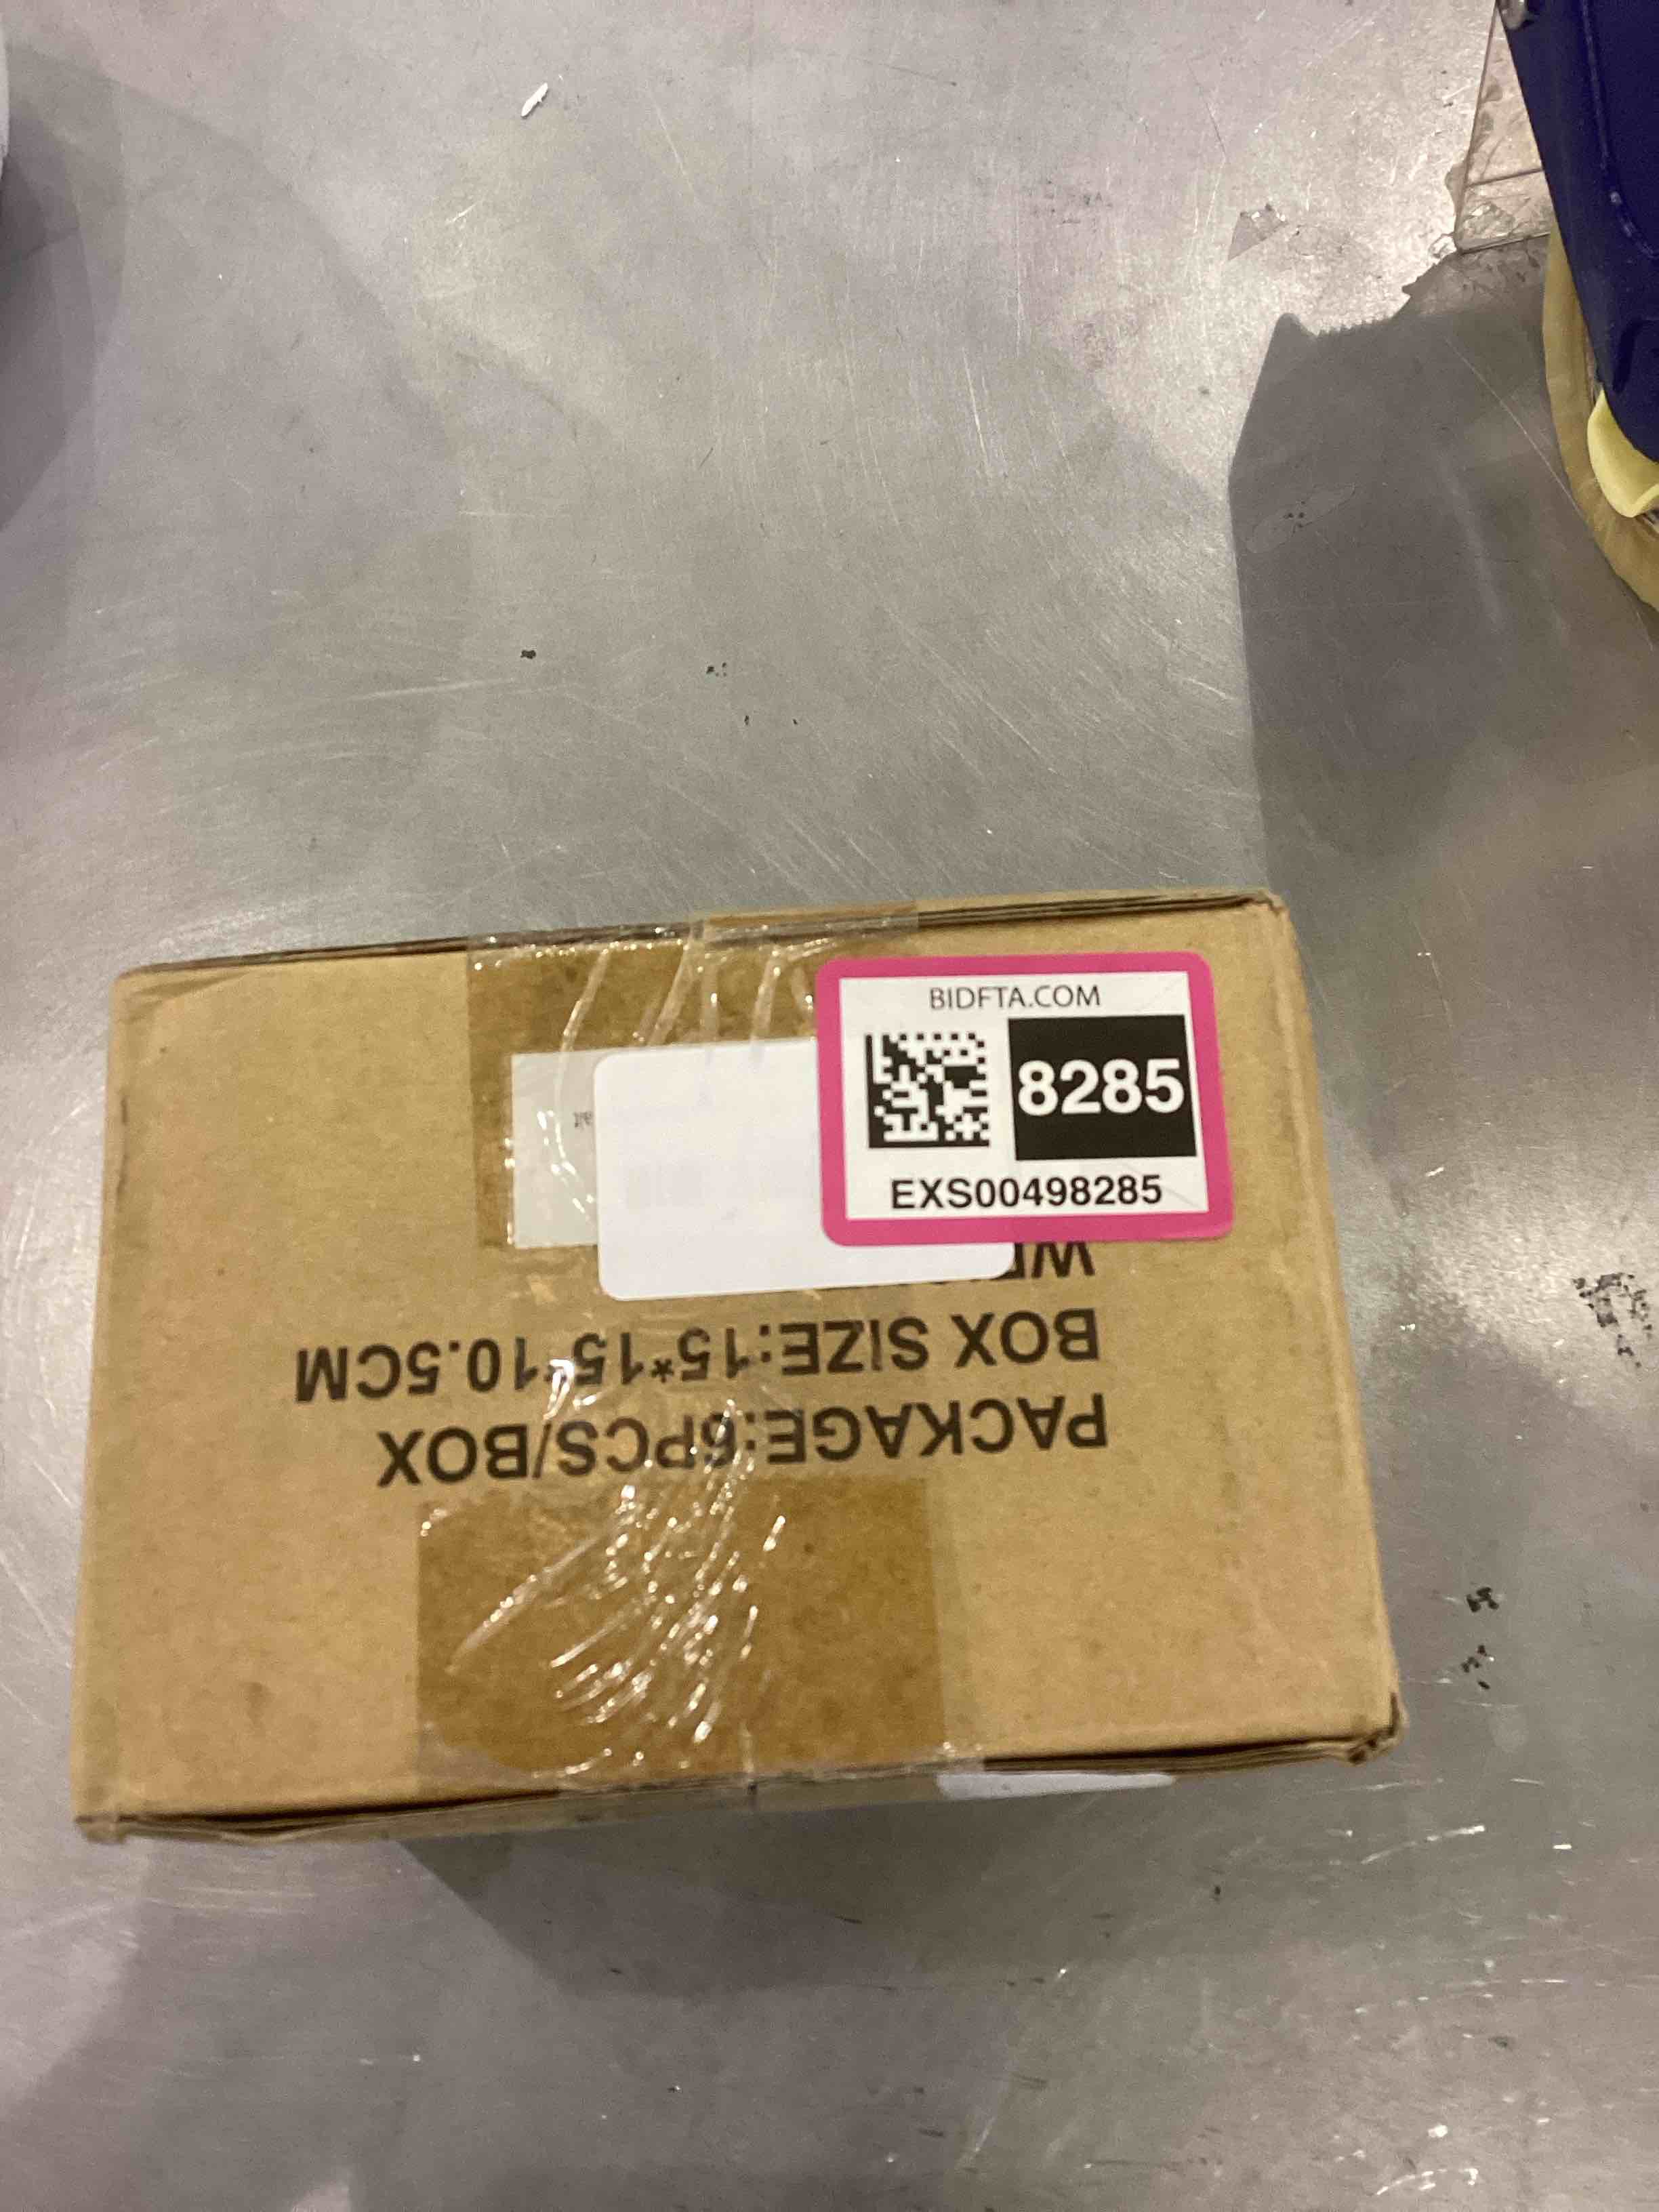 BIDFTA.COM
8285
EXS00498285
PACKAGE:6PCS/BOX
BOX SIZE:15*15*10.5CM